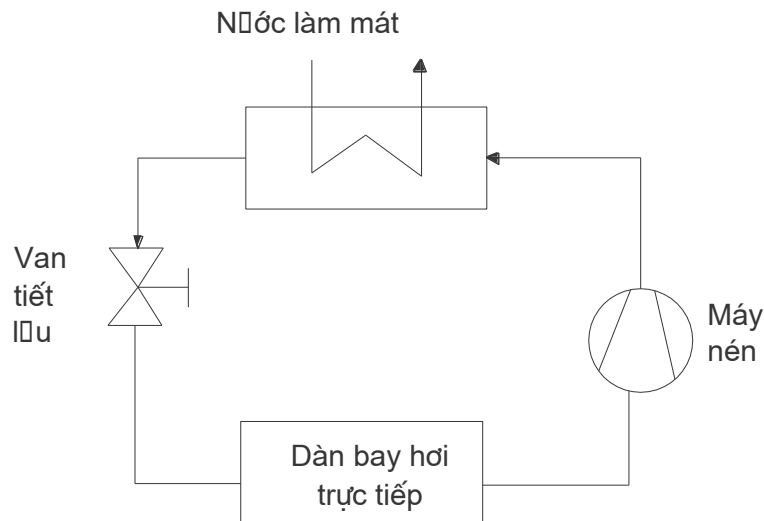 N▯ớc làm mát
Van
tiết
l▯u
Máy
nén
Dàn bay hơi
trực tiếp